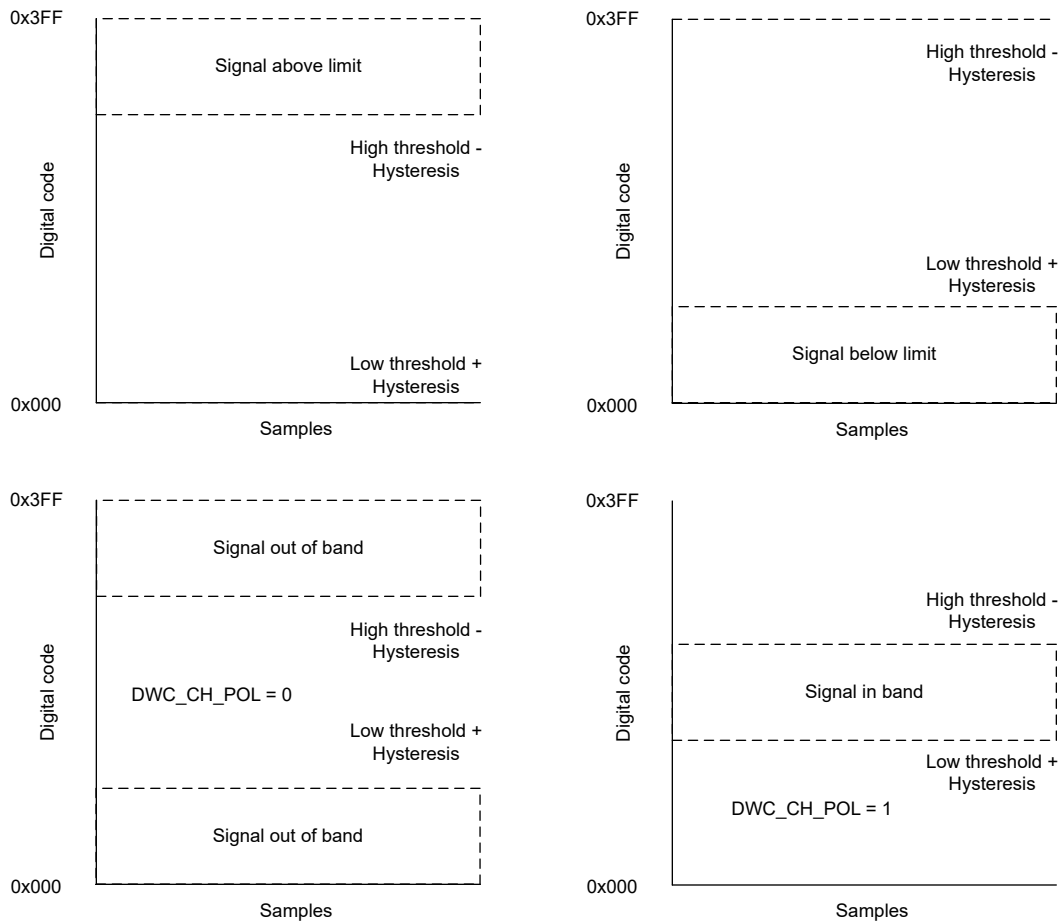 0x3FF
Signal above limit
High threshold -
Hysteresis
Digital code
Low threshold +
Hysteresis
0x000
Samples
0x3FF
High threshold -
Hysteresis
Digital code
Low threshold +
Hysteresis
Signal below limit
0x000
Samples
0x3FF
Signal out of band
High threshold -
Hysteresis
Digital code
DWC_CH_POL = 0
Low threshold +
Hysteresis
Signal out of band
0x000
Samples
0x3FF
High threshold -
Hysteresis
Digital code
Signal in band
Low threshold +
Hysteresis
DWC_CH_POL = 1
0x000
Samples